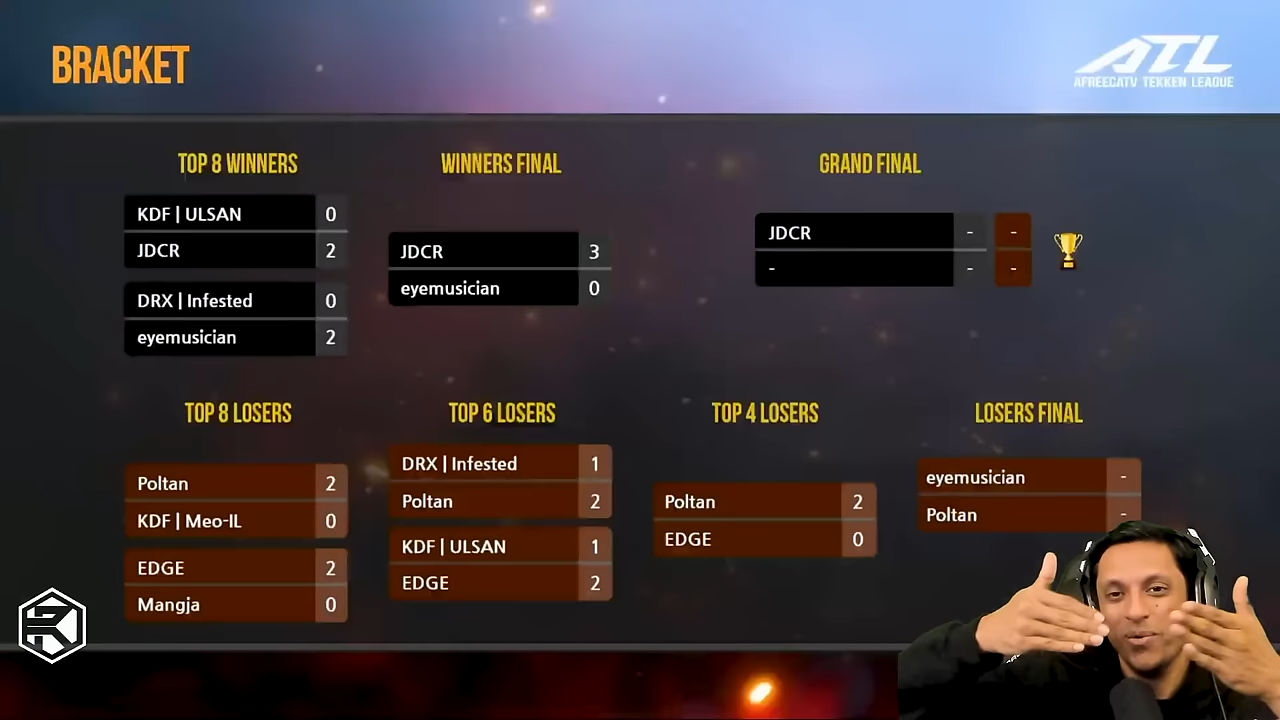 BRACKET
ATL
AFREECATV TEKKEN LEAGUE
TOP 8 WINNERS
KDF | ULSAN 0
JDCR 2
DRX | Infested 0
eyemusician 2
WINNERS FINAL
JDCR 3
eyemusician 0
GRAND FINAL
JDCR - -
- - -
TOP 8 LOSERS
Poltan 2
KDF | Meo-IL 0
EDGE 2
Mangja 0
TOP 6 LOSERS
DRX | Infested 1
Poltan 2
KDF | ULSAN 1
EDGE 2
TOP 4 LOSERS
Poltan 2
EDGE 0
LOSERS FINAL
eyemusician -
Poltan -